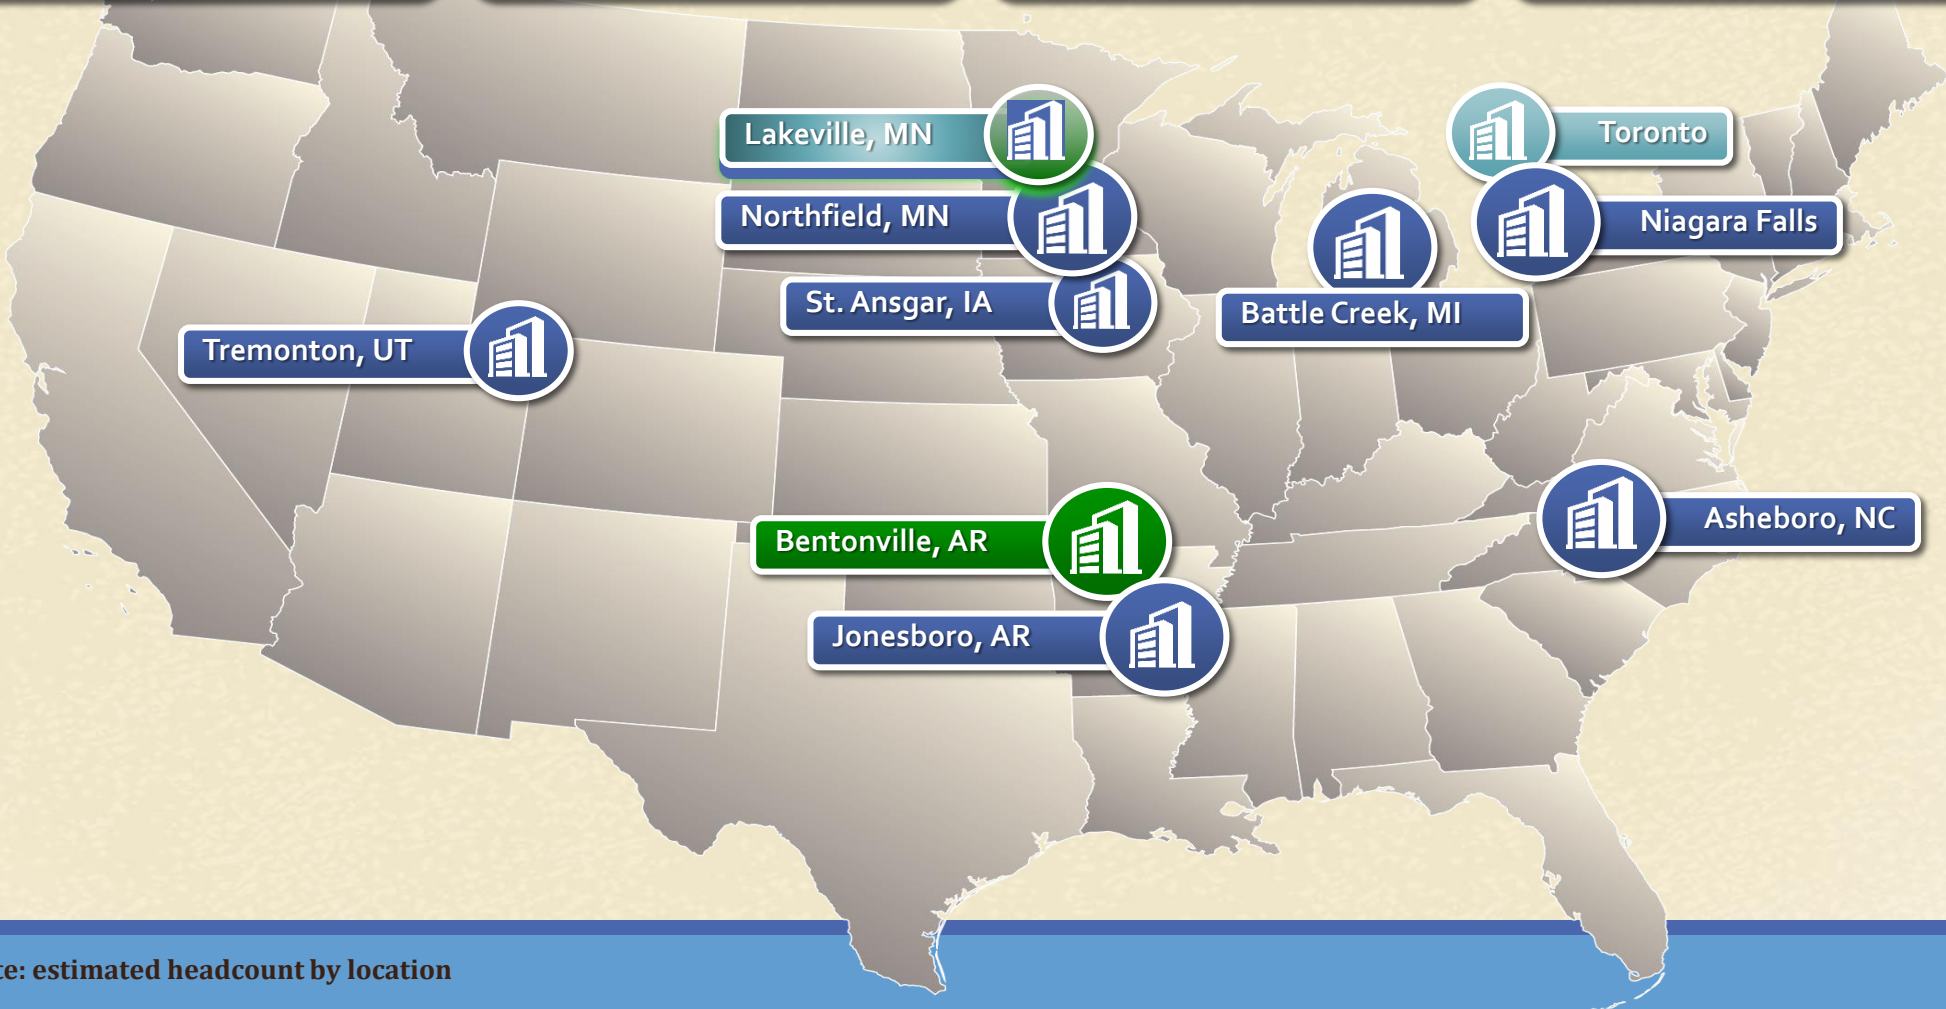 Lakeville, MN
Toronto
Northfield, MN
Niagara Falls
St. Ansgar, IA
Battle Creek, MI
Tremonton, UT
Asheboro, NC
Bentonville, AR
Jonesboro, AR
: estimated headcount by location